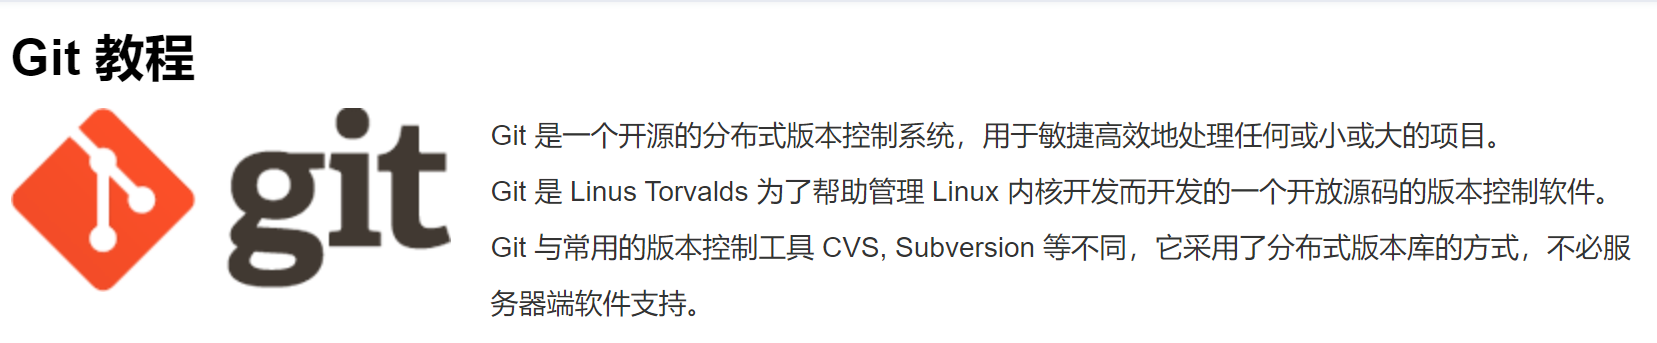 Git 教程
git
Git 是一个开源的分布式版本控制系统，用于敏捷高效地处理任何或小或大的项目。
Git 是 Linus Torvalds 为了帮助管理 Linux 内核开发而开发的一个开放源码的版本控制软件。
Git 与常用的版本控制工具 CVS, Subversion 等不同，它采用了分布式版本库的方式，不必服
务器端软件支持。